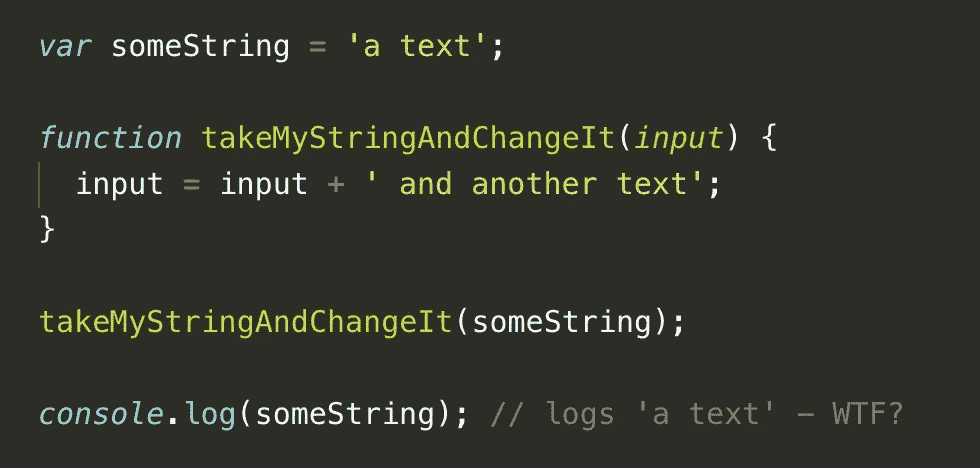 var someString = 'a text';
function takeMyStringAndChangeIt(input) {
input = input + ' and another text';
}
takeMyStringAndChangeIt(someString);
console.log(someString); // logs 'a text' – WTF?